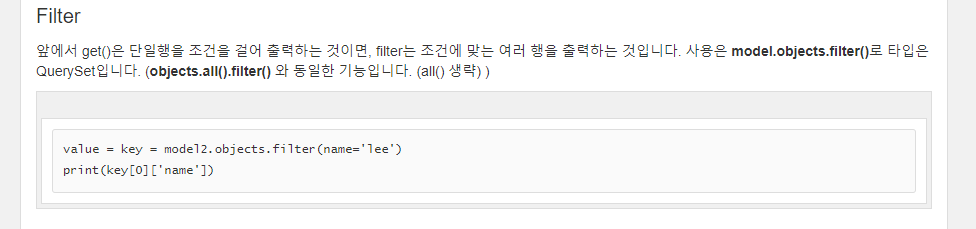 Filter
앞에서 get()은 단일행을 조건을 걸어 출력하는 것이면, filter는 조건에 맞는 여러 행을 출력하는 것입니다. 사용은 model.objects.filter()로 타입은
QuerySet입니다. (objects.all().filter() 와 동일한 기능입니다. (all() 생략) )
value = key = model2.objects.filter(name='lee')
print(key[0]['name'])